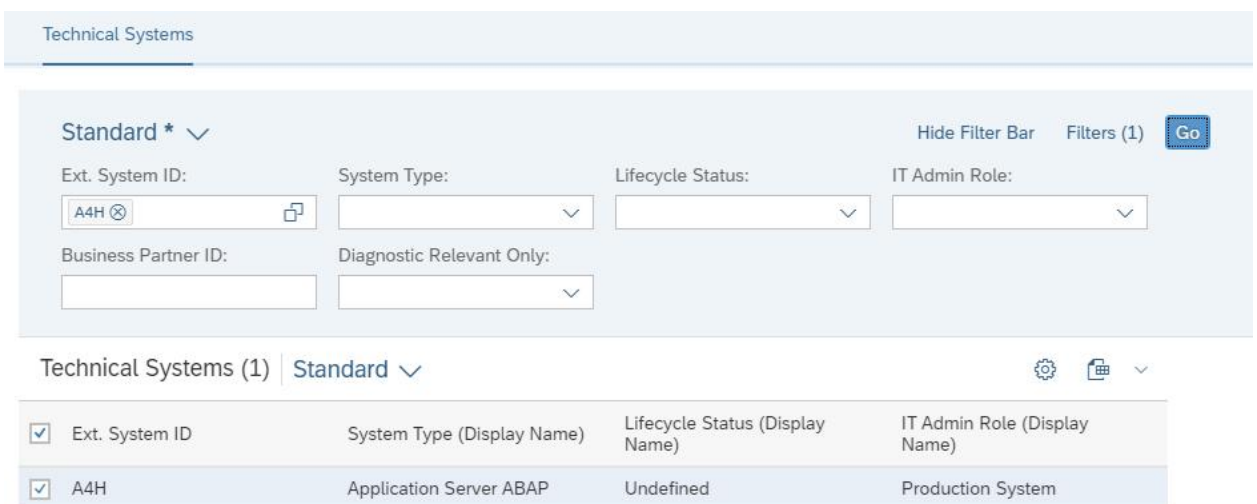 Technical Systems
Standard *
Hide Filter Bar Filters (1) Go
Ext. System ID: System Type: Lifecycle Status: IT Admin Role:
A4H
Business Partner ID: Diagnostic Relevant Only:
Technical Systems (1) Standard
Ext. System ID System Type (Display Name) Lifecycle Status (Display Name) IT Admin Role (Display Name)
A4H Application Server ABAP Undefined Production System